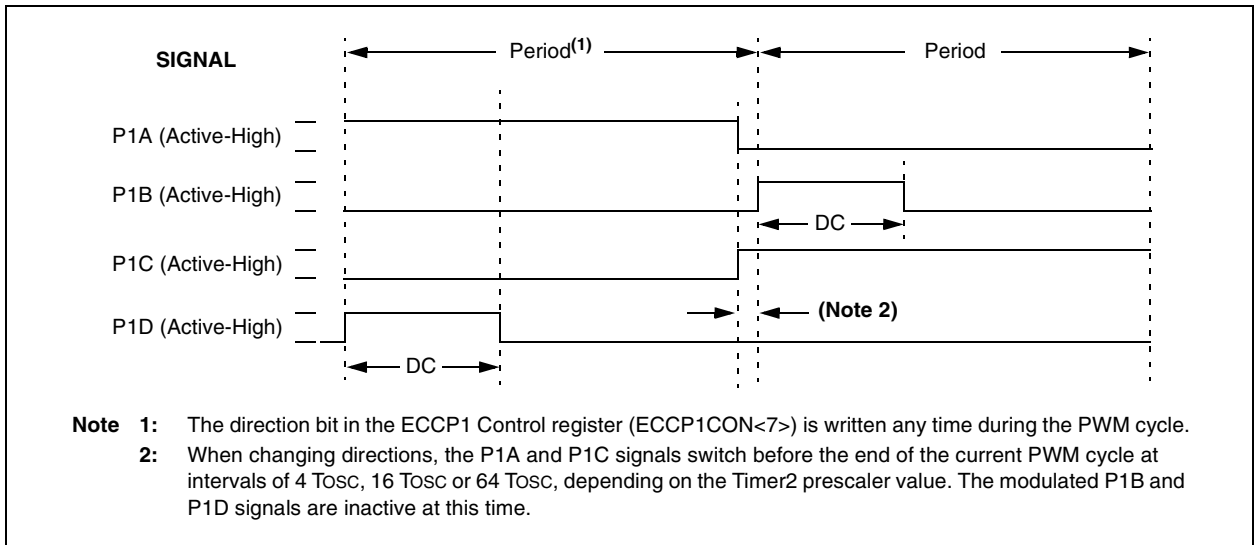 SIGNAL
Period(1)
Period
P1A (Active-High)
P1B (Active-High)
DC
P1C (Active-High)
(Note 2)
P1D (Active-High)
DC
Note 1: The direction bit in the ECCP1 Control register (ECCP1CON<7>) is written any time during the PWM cycle.
2: When changing directions, the P1A and P1C signals switch before the end of the current PWM cycle at
intervals of 4 TOSC, 16 TOSC or 64 TOSC, depending on the Timer2 prescaler value. The modulated P1B and
P1D signals are inactive at this time.